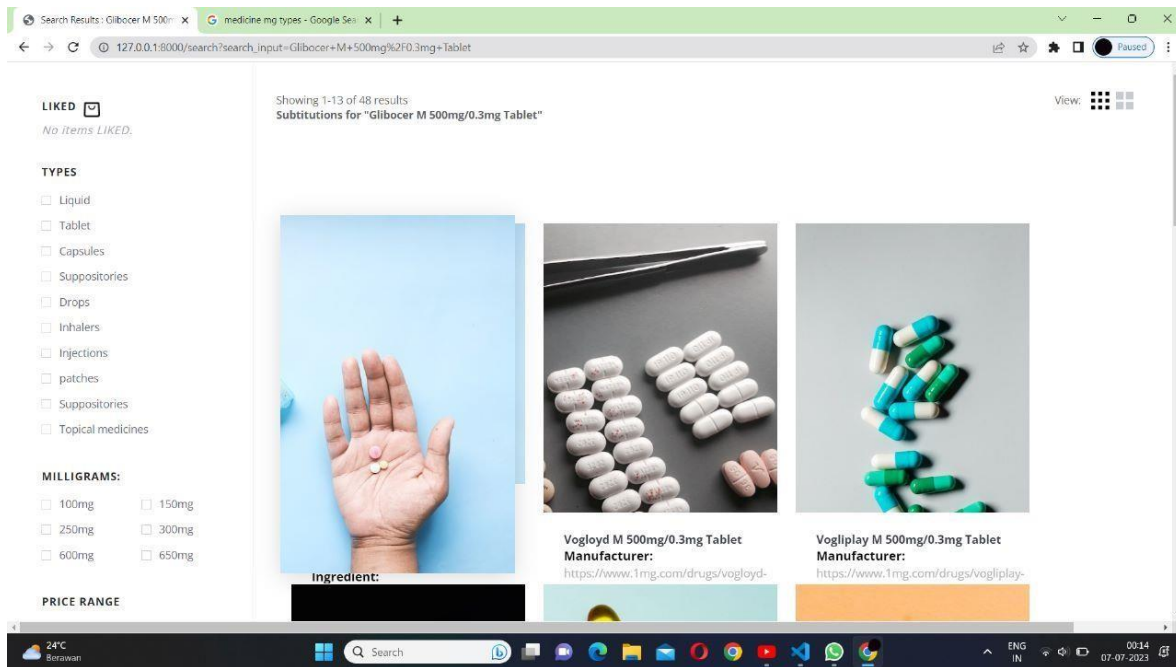 Search Results : Glibocer M 500m
medicine mg types - Google Sea
127.0.0.1:8000/search?search_input=Glibocer+M+500mg%2F0.3mg+Tablet
Paused
LIKED
No items LIKED.
TYPES
Liquid
Tablet
Capsules
Suppositories
Drops
Inhalers
Injections
patches
Suppositories
Topical medicines
MILLIGRAMS:
100mg 150mg
250mg 300mg
600mg 650mg
PRICE RANGE
Showing 1-13 of 48 results
Subtitutions for "Glibocer M 500mg/0.3mg Tablet"
View:
Ingredient:
Vogloyd M 500mg/0.3mg Tablet
Manufacturer:
https://www.1mg.com/drugs/vogloyd-
Vogliplay M 500mg/0.3mg Tablet
Manufacturer:
https://www.1mg.com/drugs/vogliplay-
24°C
Berawan
Search
ENG
IN
00:14
07-07-2023